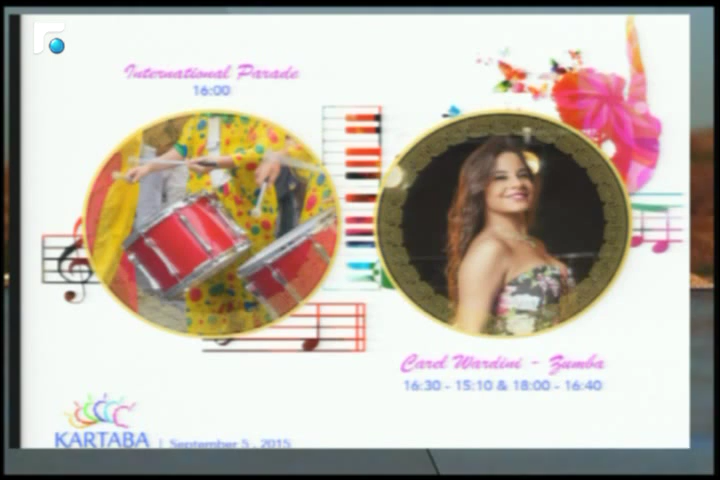 International Parade
16:00
Carel Wardini - Zumba
16:30 - 15:10 & 18:00 - 16:40
KARTABA | September 5, 2015